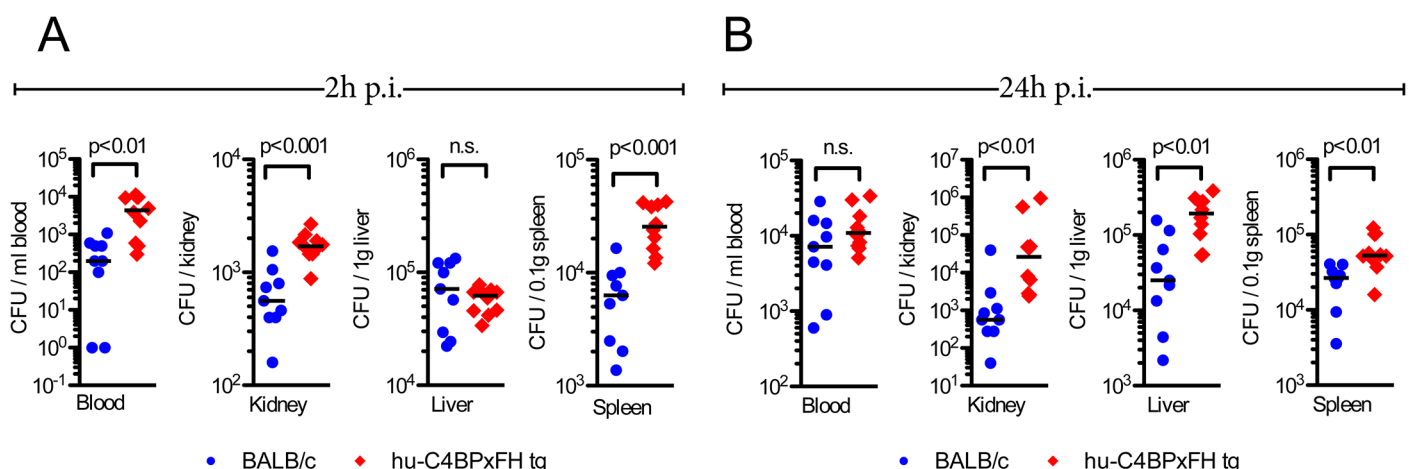 A B
2h p.i. 24h p.i.
p<0.01 p<0.001 n.s. p<0.001 n.s. p<0.01 p<0.01 p<0.01
CFU / ml blood
10⁵
10⁴
10³
10²
10¹
10⁰
10⁻¹
Blood
CFU / kidney
10⁴
10³
10²
Kidney
CFU / 1g liver
10⁶
10⁵
10⁴
Liver
CFU / 0.1g spleen
10⁵
10⁴
10³
Spleen
CFU / ml blood
10⁵
10⁴
10³
10²
Blood
CFU / kidney
10⁷
10⁶
10⁵
10⁴
10³
10²
10¹
Kidney
CFU / 1g liver
10⁶
10⁵
10⁴
10³
Liver
CFU / 0.1g spleen
10⁶
10⁵
10⁴
10³
Spleen
BALB/c hu-C4BPxFH tg BALB/c hu-C4BPxFH tg